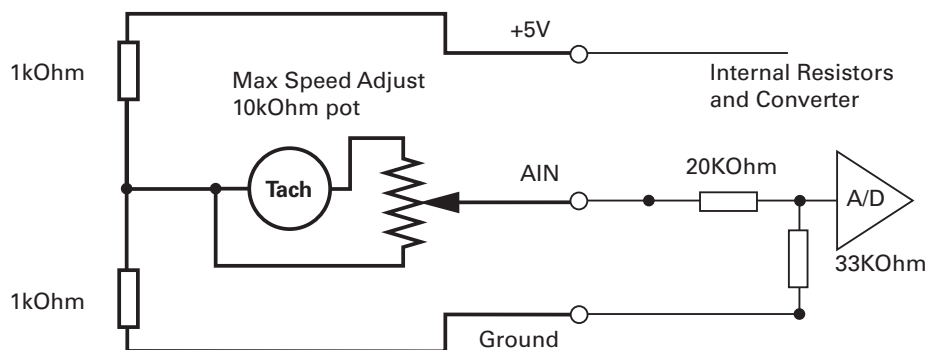 +5V
1kOhm
Max Speed Adjust
10kOhm pot
Internal Resistors
and Converter
Tach
AIN
20KOhm
A/D
33KOhm
1kOhm
Ground